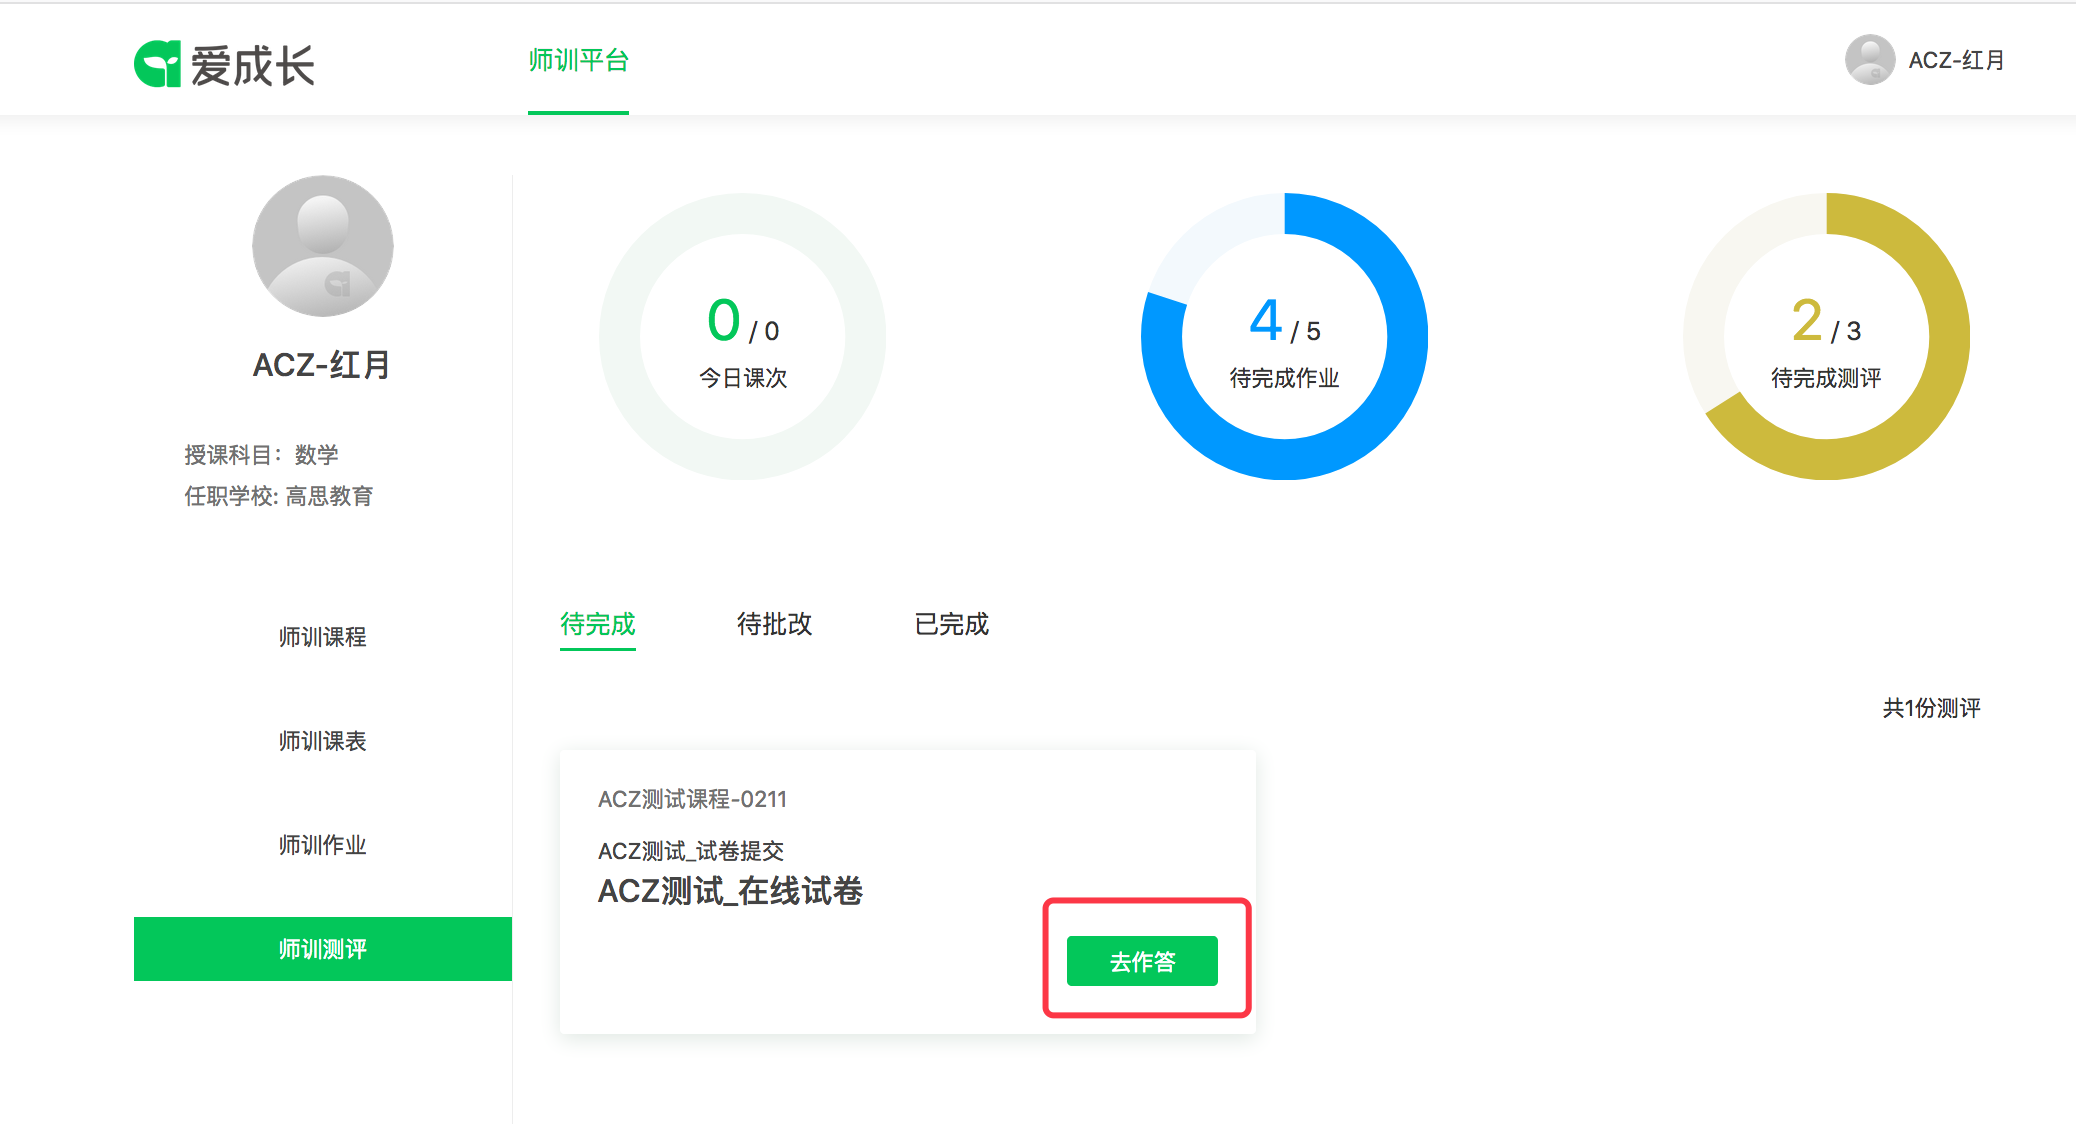 爱成长
师训平台
ACZ-红月
ACZ-红月
授课科目：数学
任职学校: 高思教育
师训课程
师训课表
师训作业
师训测评
0 / 0
今日课次
4 / 5
待完成作业
2 / 3
待完成测评
待完成
待批改
已完成
共1份测评
ACZ测试课程-0211
ACZ测试_试卷提交
ACZ测试_在线试卷
去作答